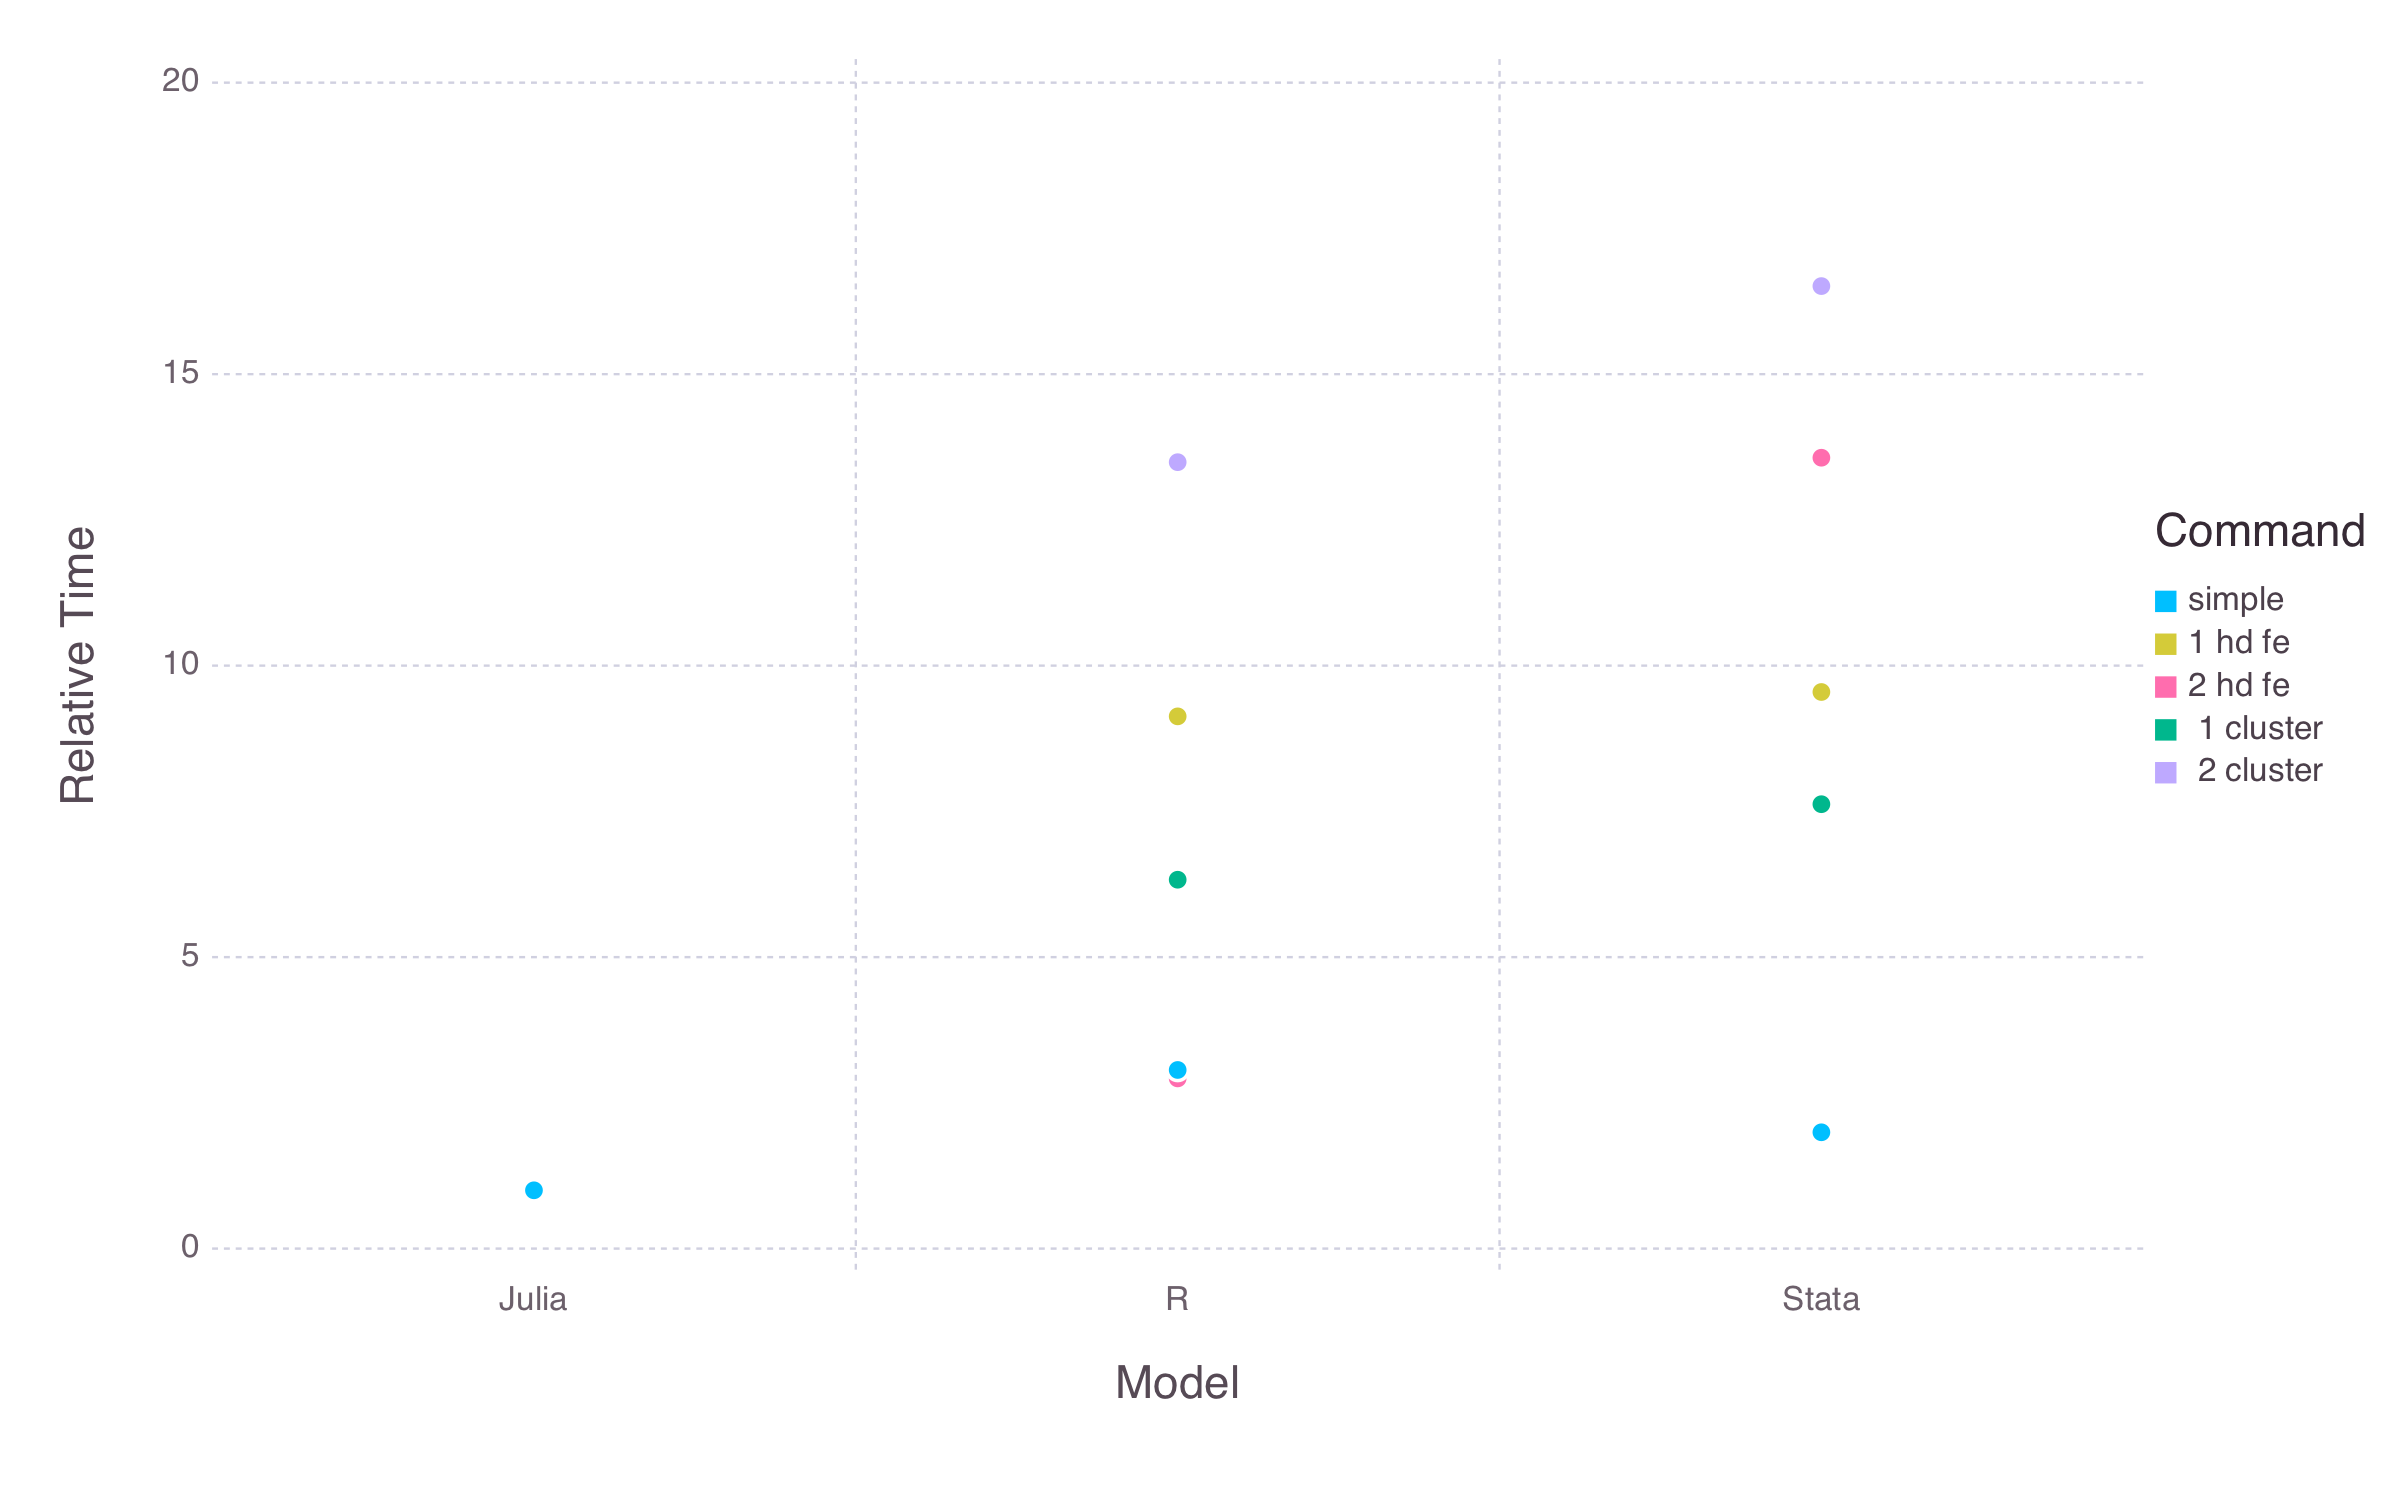 Relative Time
20
15
10
5
0
Julia
R
Stata
Model
Command
simple
1 hd fe
2 hd fe
1 cluster
2 cluster